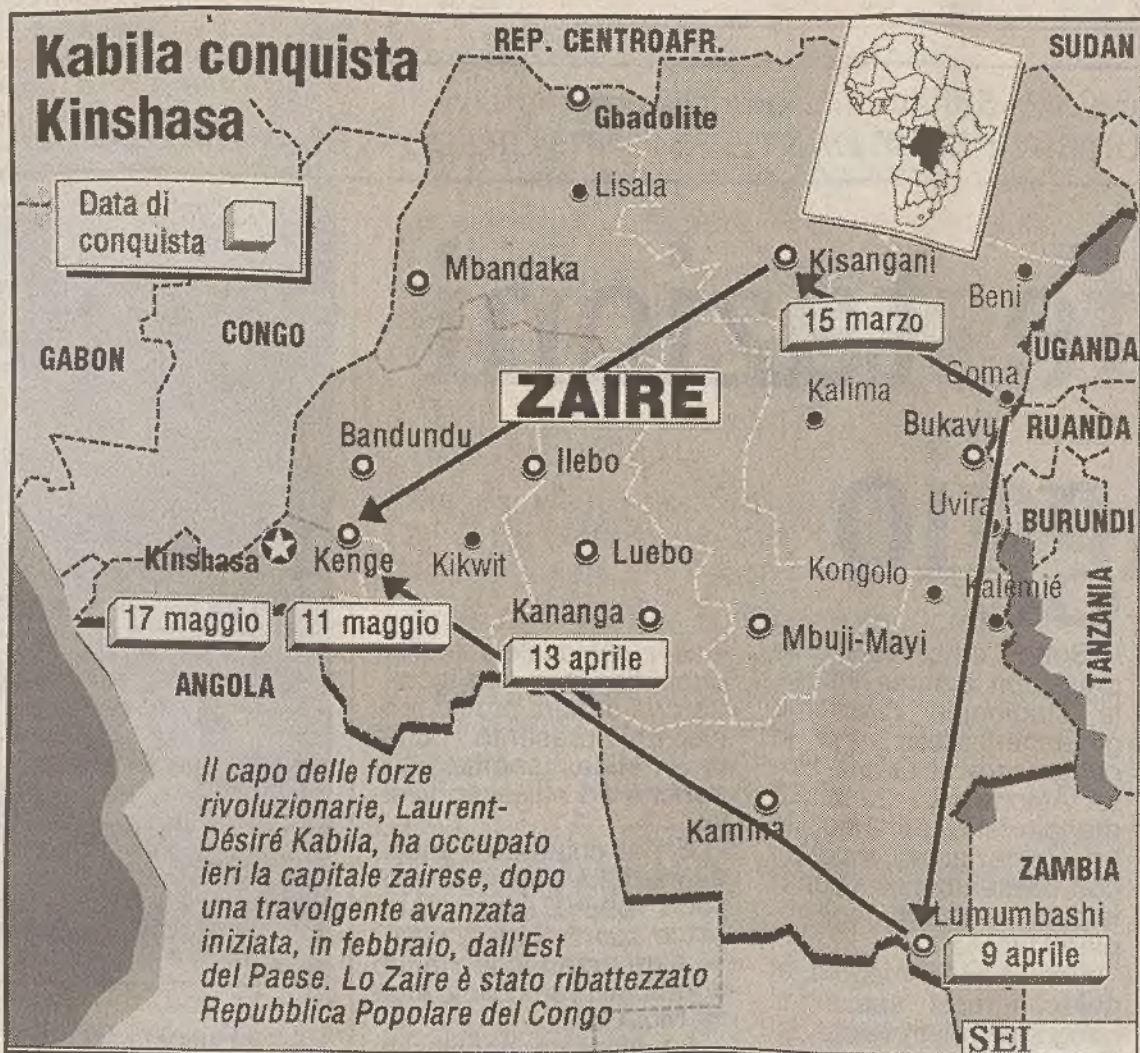 Kabila conquista
Kinshasa
Data di
conquista
REP. CENTROAFR.
SUDAN
Gbadolite
Lisala
Mbandaka
Kisangani
Beni
15 marzo
CONGO
GABON
UGANDA
ZAIRE
Kalima
Goma
Bukavu
RUANDA
Bandundu
Ilebo
Uvira
BURUNDI
Kinshasa
Kenge
Kikwit
Luebo
Kongolo
Kalemié
17 maggio
11 maggio
Kananga
13 aprile
Mbuji-Mayi
TANZANIA
ANGOLA
Kamina
ZAMBIA
Lumumbashi
9 aprile
Il capo delle forze
rivoluzionarie, Laurent-
Désiré Kabila, ha occupato
ieri la capitale zairese, dopo
una travolgente avanzata
iniziata, in febbraio, dall'Est
del Paese. Lo Zaire è stato ribattezzato
Repubblica Popolare del Congo
SEI